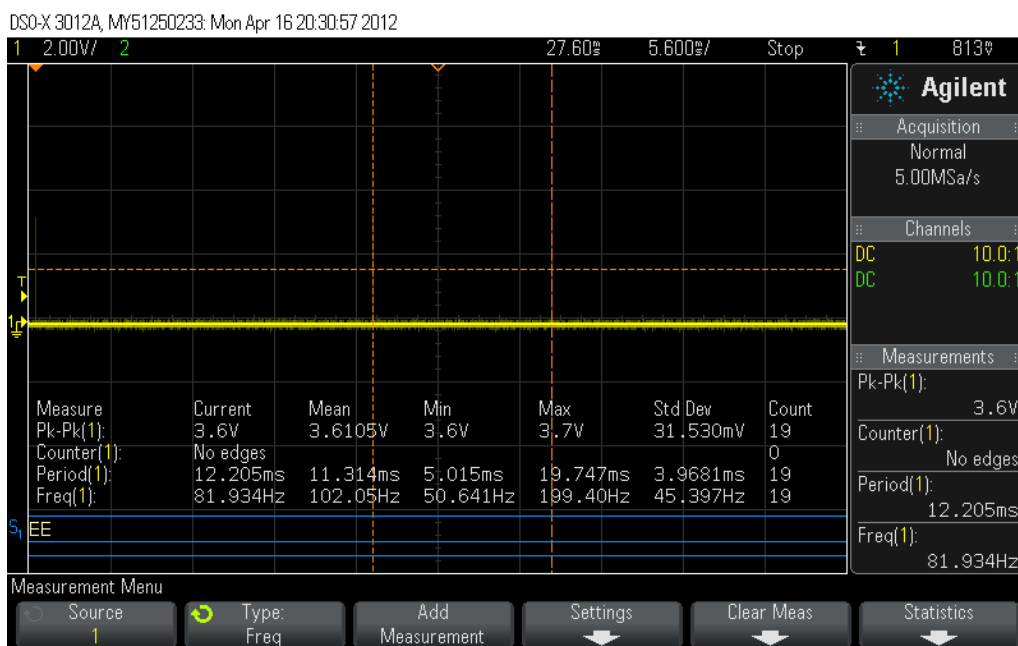 DSO-X 3012A, MY51250233: Mon Apr 16 20:30:57 2012
1 2.00V/ 2 27.60ms 5.600ms/ Stop 1 813mV
Agilent
Acquisition
Normal
5.00MSa/s
Channels
DC 10.0:1
DC 10.0:1
T
1
Measurements
Pk-Pk(1):
3.6V
Counter(1):
No edges
Period(1):
12.205ms
Freq(1):
81.934Hz
Measure Current Mean Min Max Std Dev Count
Pk-Pk(1): 3.6V 3.6105V 3.6V 3.7V 31.530mV 19
Counter(1): No edges 0
Period(1): 12.205ms 11.314ms 5.015ms 19.747ms 3.9681ms 19
Freq(1): 81.934Hz 102.05Hz 50.641Hz 199.40Hz 45.397Hz 19
S1 EE
Measurement Menu
Source
1
Type:
Freq
Add
Measurement
Settings
Clear Meas
Statistics